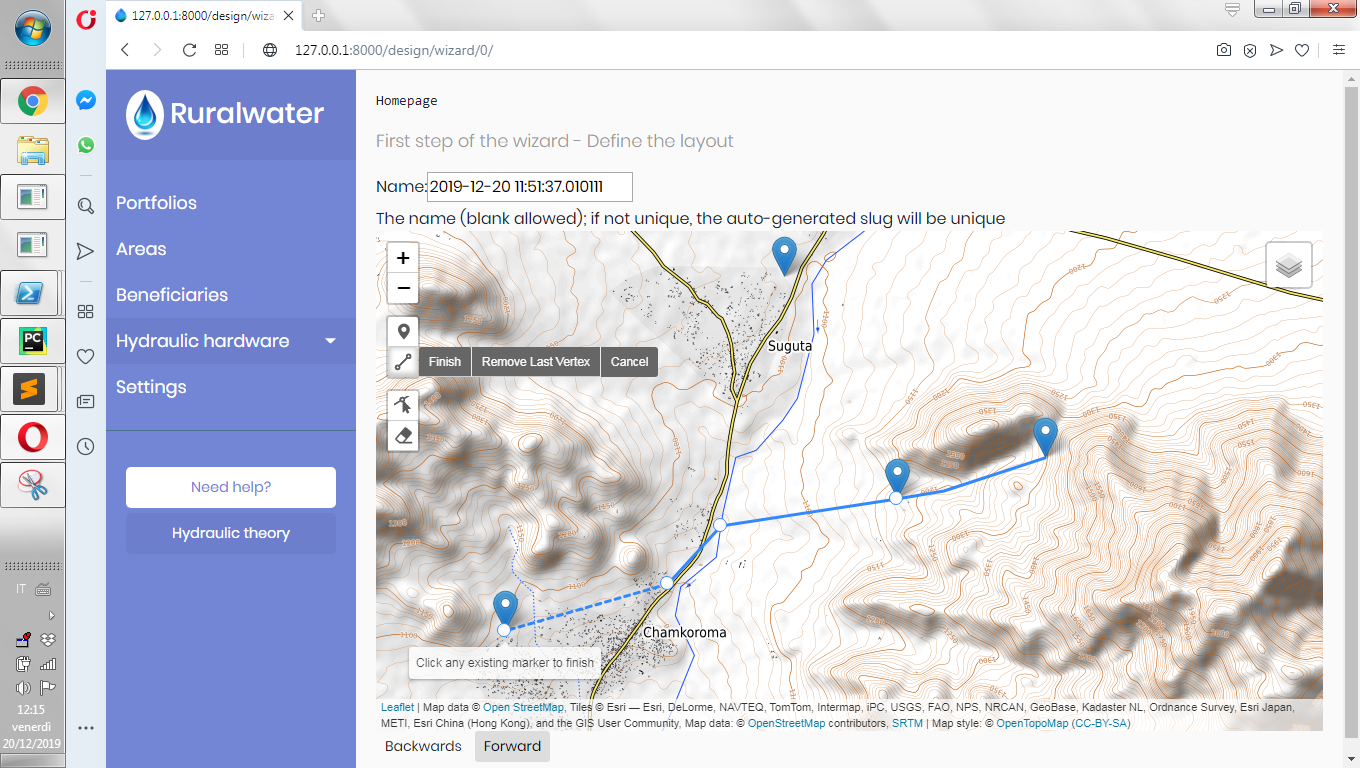 127.0.0.1:8000/design/wiza
127.0.0.1:8000/design/wizard/0/
Ruralwater
Portfolios
Areas
Beneficiaries
Hydraulic hardware
Settings
Need help?
Hydraulic theory
Homepage
First step of the wizard - Define the layout
Name: 2019-12-20 11:51:37.010111
The name (blank allowed); if not unique, the auto-generated slug will be unique
+
−
Finish
Remove Last Vertex
Cancel
Suguta
Chamkoroma
Click any existing marker to finish
Leaflet | Map data © Open StreetMap, Tiles © Esri — Esri, DeLorme, NAVTEQ, TomTom, Intermap, iPC, USGS, FAO, NPS, NRCAN, GeoBase, Kadaster NL, Ordnance Survey, Esri Japan,
METI, Esri China (Hong Kong), and the GIS User Community, Map data: © OpenStreetMap contributors, SRTM | Map style: © OpenTopoMap (CC-BY-SA)
Backwards
Forward
PC
IT
12:15
venerdì
20/12/2019